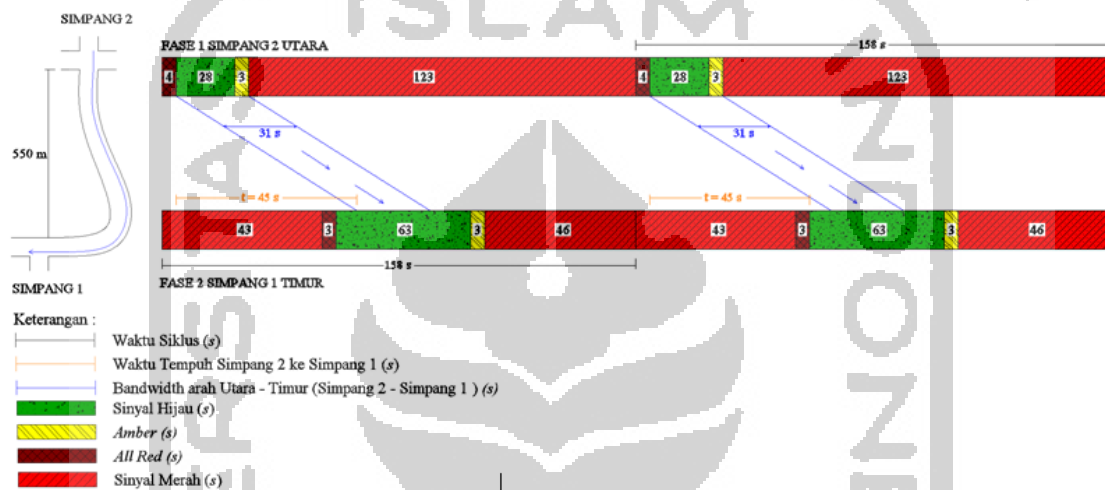 ISLAM
SIMPANG 2
FASE 1 SIMPANG 2 UTARA
158 s
4 28 3 123 4 28 3 123
550 m
31 s 31 s
t = 45 s t = 45 s
43 3 63 3 46 43 3 63 3 46
158 s
SIMPANG 1
FASE 2 SIMPANG 1 TIMUR
Keterangan :
Waktu Siklus (s)
Waktu Tempuh Simpang 2 ke Simpang 1 (s)
Bandwidth arah Utara - Timur (Simpang 2 - Simpang 1 ) (s)
Sinyal Hijau (s)
Amber (s)
All Red (s)
Sinyal Merah (s)